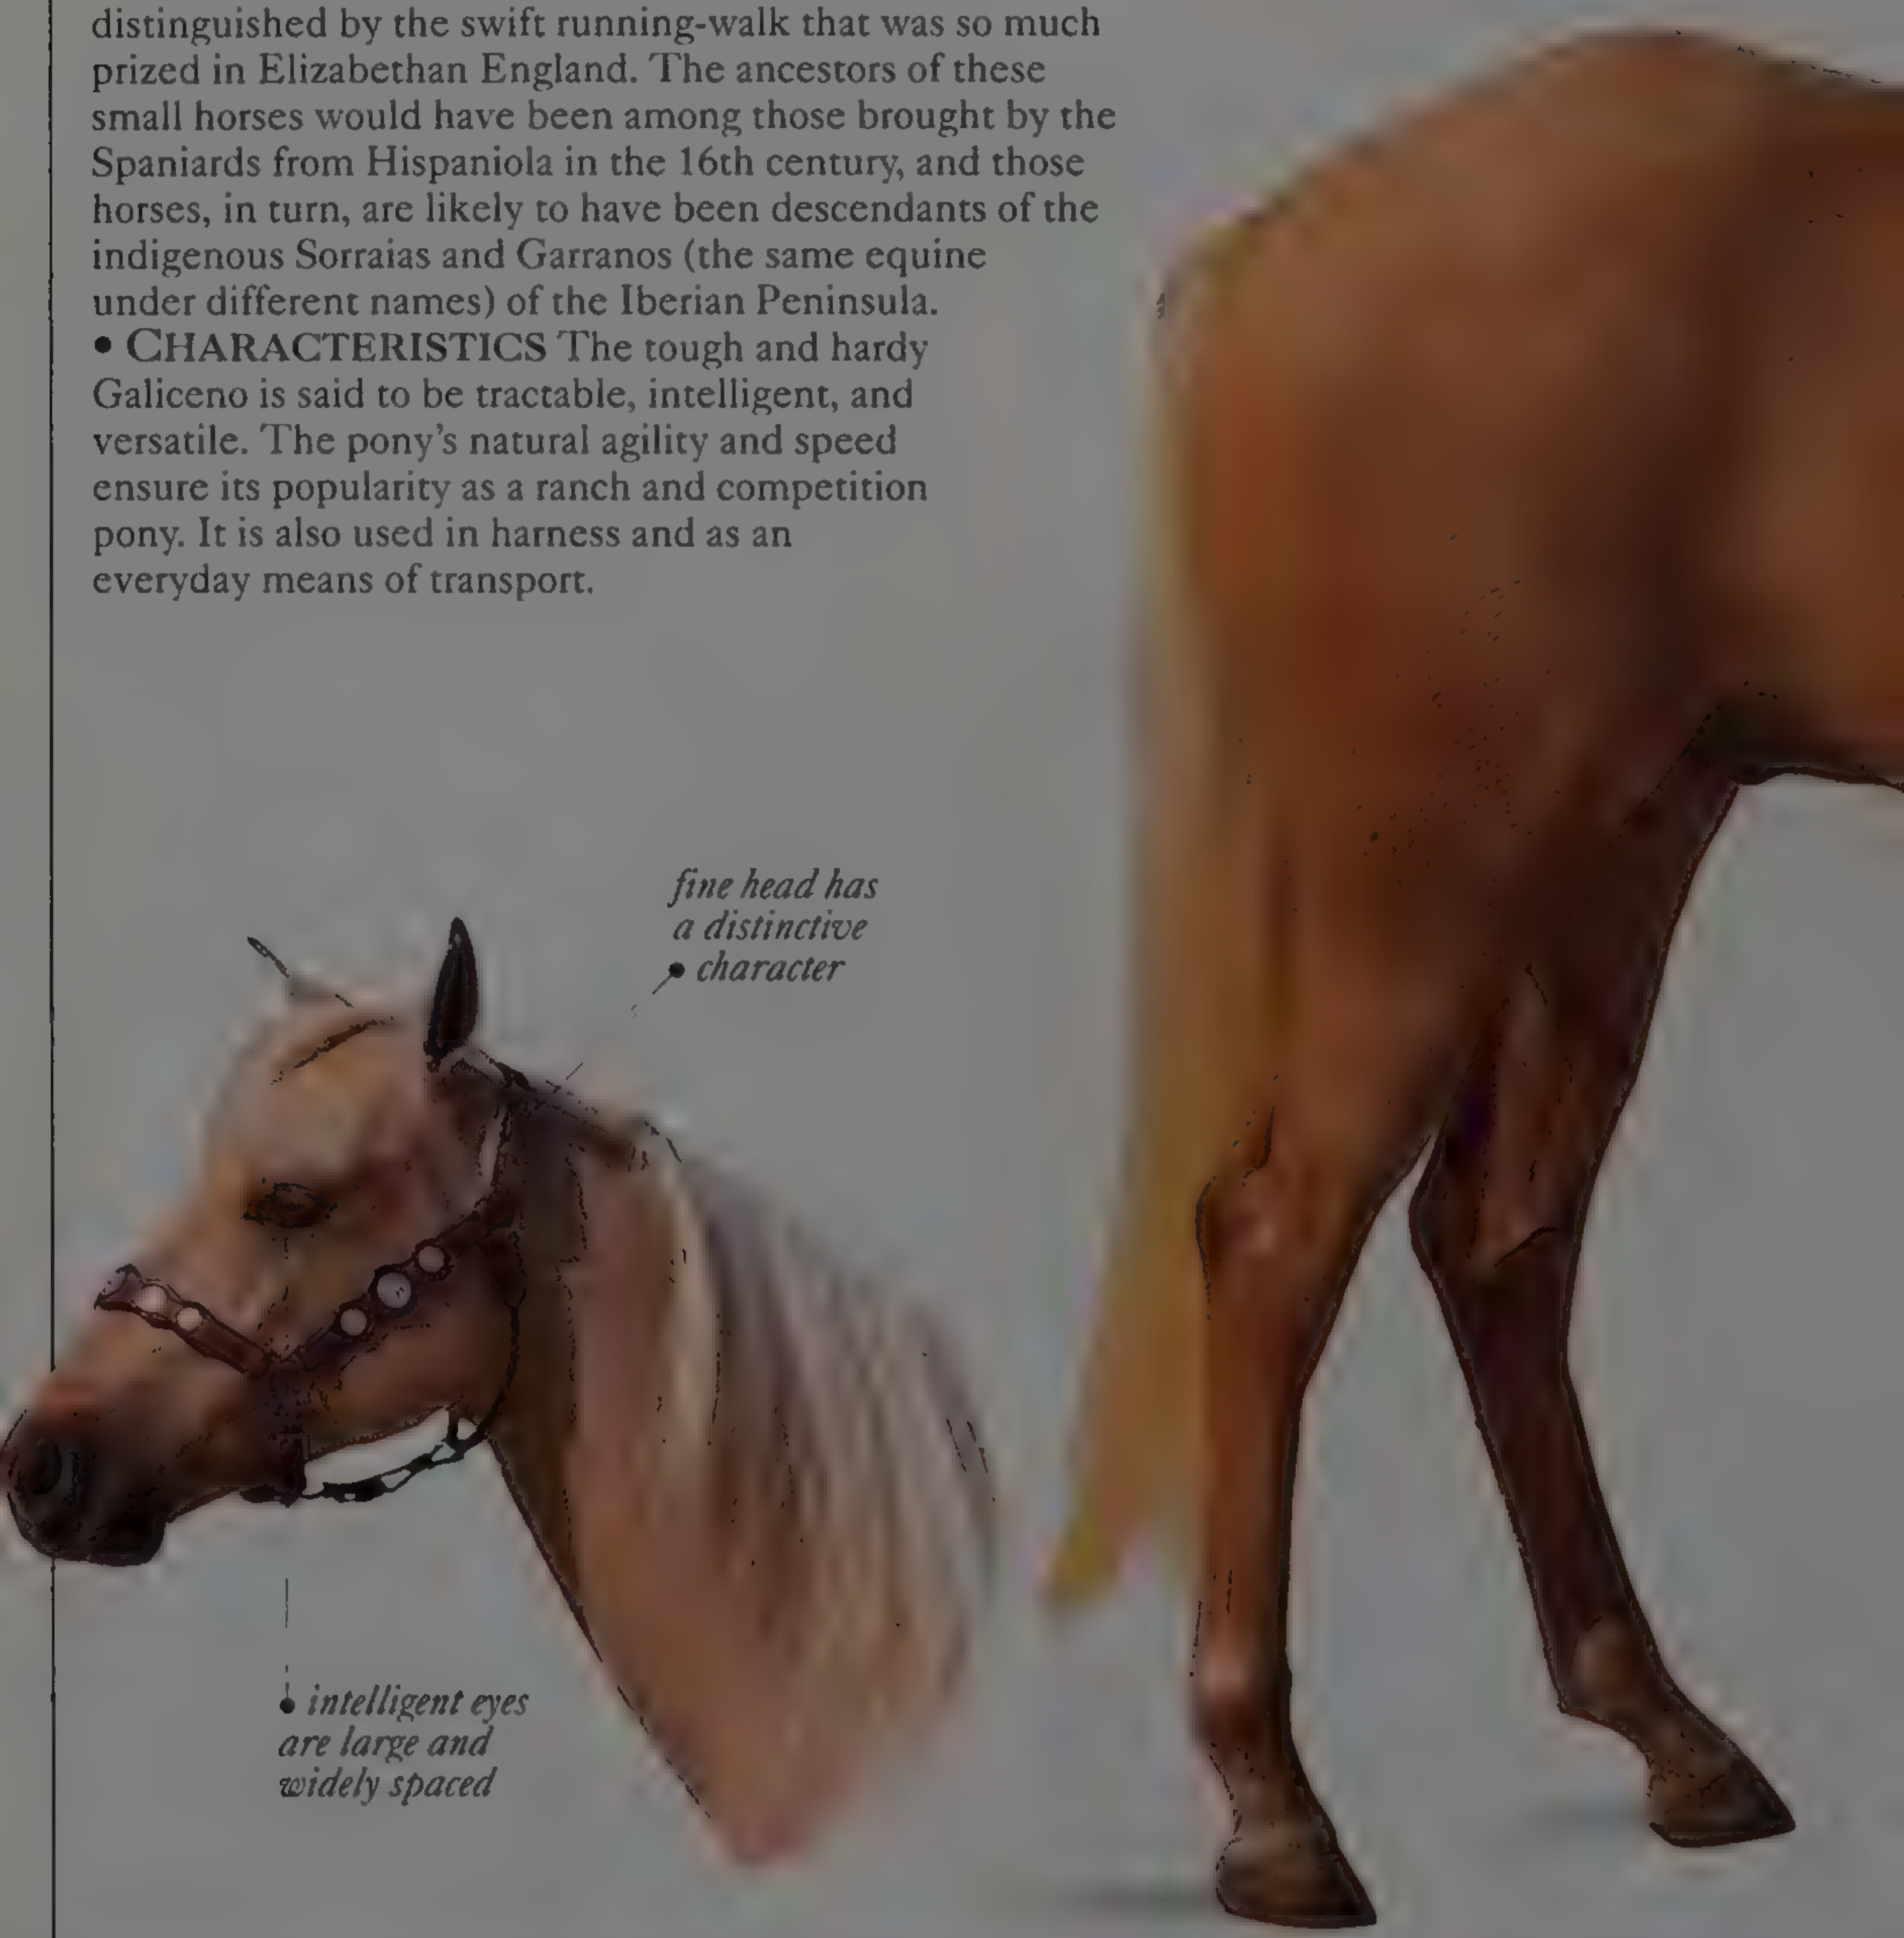 distinguished by the swift running-walk that was so much
prized in Elizabethan England. The ancestors of these
small horses would have been among those brought by the
Spaniards from Hispaniola in the 16th century, and those
horses, in turn, are likely to have been descendants of the
indigenous Sorraias and Garranos (the same equine
under different names) of the Iberian Peninsula.
• CHARACTERISTICS The tough and hardy
Galiceno is said to be tractable, intelligent, and
versatile. The pony's natural agility and speed
ensure its popularity as a ranch and competition
pony. It is also used in harness and as an
everyday means of transport.
fine head has
a distinctive
• character
• intelligent eyes
are large and
widely spaced